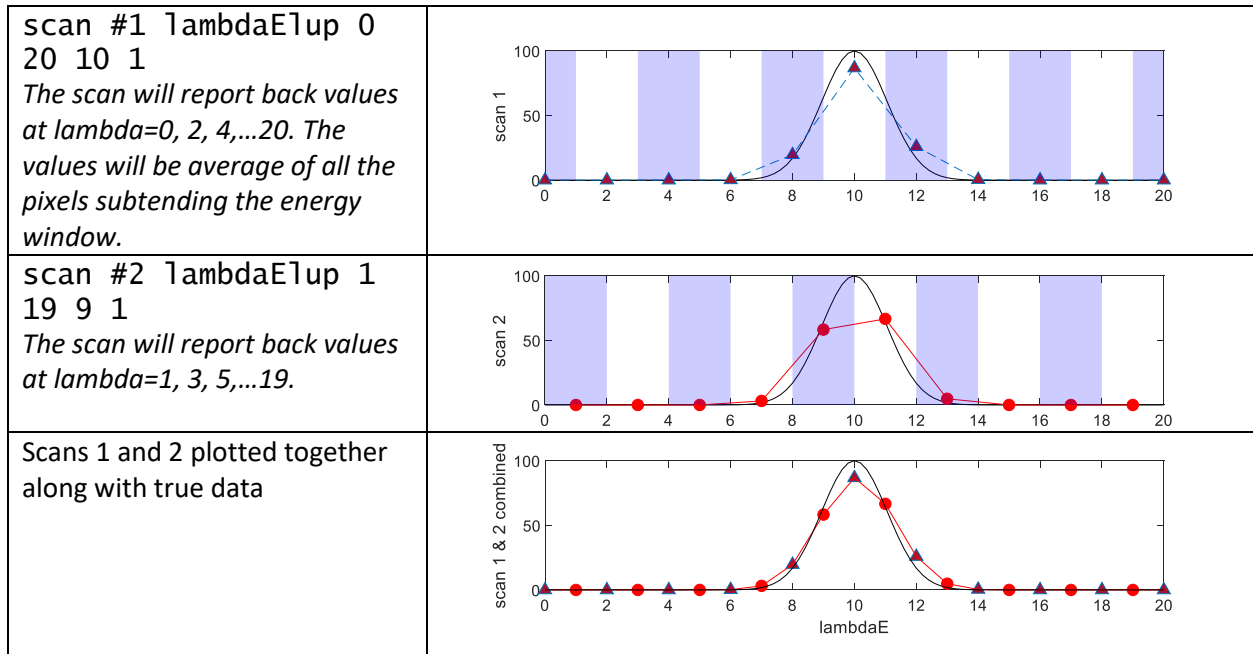 scan #1 lambdaElup 0
20 10 1
The scan will report back values
at lambda=0, 2, 4,…20. The
values will be average of all the
pixels subtending the energy
window.
100
50
0
scan 1
0 2 4 6 8 10 12 14 16 18 20
scan #2 lambdaElup 1
19 9 1
The scan will report back values
at lambda=1, 3, 5,…19.
100
50
0
scan 2
0 2 4 6 8 10 12 14 16 18 20
Scans 1 and 2 plotted together
along with true data
100
50
0
scan 1 & 2 combined
0 2 4 6 8 10 12 14 16 18 20
lambdaE